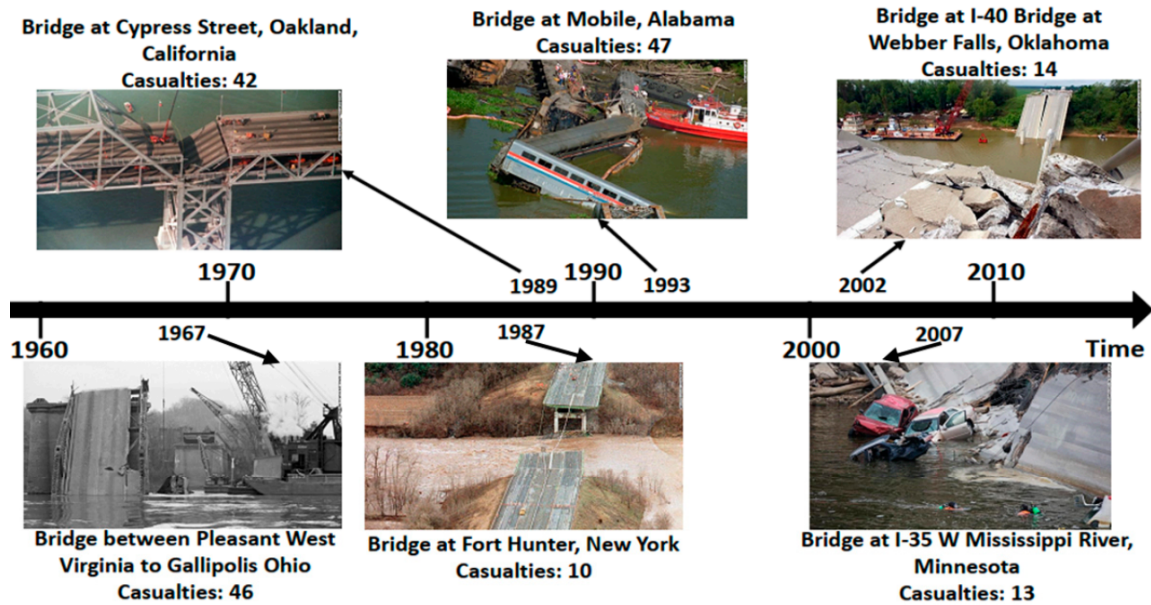 Bridge at Cypress Street, Oakland,
California
Casualties: 42
Bridge at Mobile, Alabama
Casualties: 47
Bridge at I-40 Bridge at
Webber Falls, Oklahoma
Casualties: 14
1970
1989
1990
1993
2002
2010
1960
1967
1980
1987
2000
2007
Time
Bridge between Pleasant West
Virginia to Gallipolis Ohio
Casualties: 46
Bridge at Fort Hunter, New York
Casualties: 10
Bridge at I-35 W Mississippi River,
Minnesota
Casualties: 13